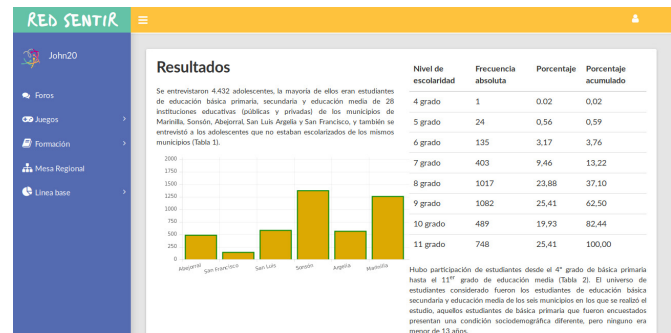 RED SENTIR
John20
Foros
Juegos
Formación
Mesa Regional
Línea base
Resultados
Se entrevistaron 4.432 adolescentes, la mayoría de ellos eran estudiantes
de educación básica primaria, secundaria y educación media de 28
instituciones educativas (públicas y privadas) de los municipios de
Marinilla, Sonsón, Abejorral, San Luis Argelia y San Francisco, y también se
entrevistó a los adolescentes que no estaban escolarizados de los mismos
municipios (Tabla 1).
2000
1750
1500
1250
1000
750
500
250
0
Abejorral San Francisco San Luis Sonsón Argelia Marinilla
Nivel de escolaridad Frecuencia absoluta Porcentaje Porcentaje acumulado
4 grado 1 0.02 0,02
5 grado 24 0,56 0,59
6 grado 135 3,17 3,76
7 grado 403 9,46 13,22
8 grado 1017 23,88 37,10
9 grado 1082 25,41 62,50
10 grado 489 19,93 82,44
11 grado 748 25,41 100,00
Hubo participación de estudiantes desde el 4° grado de básica primaria
hasta el 11er grado de educación media (Tabla 2). El universo de
estudiantes considerado fueron los estudiantes de educación básica
secundaria y educación media de los seis municipios en los que se realizó el
estudio, aquellos estudiantes de básica primaria que fueron encuestados
presentan una condición sociodemográfica diferente, pero ninguno era
menor de 13 años.